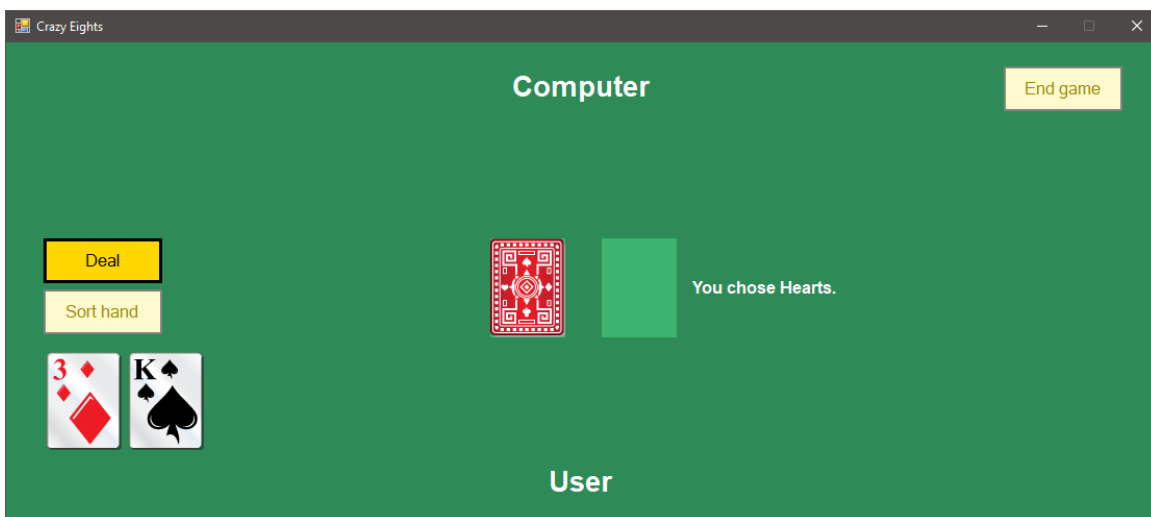 Crazy Eights
Computer
End game
Deal
Sort hand
You chose Hearts.
3
K
User